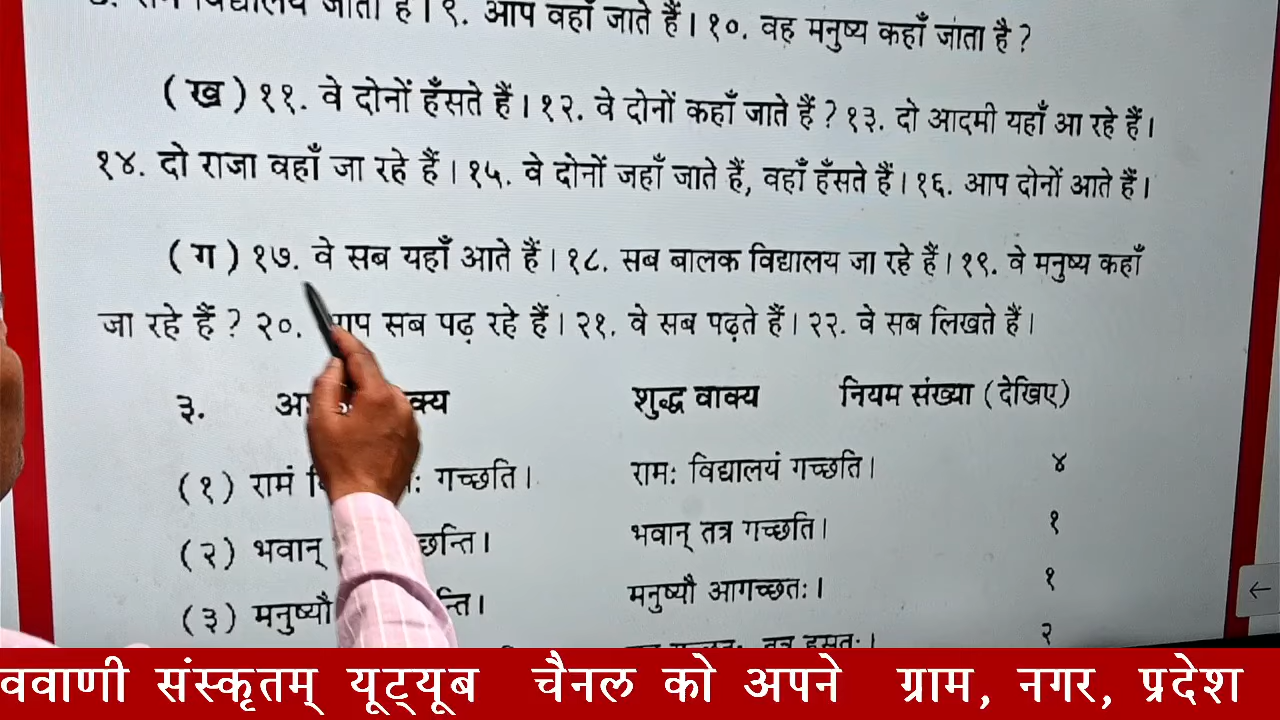 विद्यालय जाता है । ९. आप वहाँ जाते हैं । १०. वह मनुष्य कहाँ जाता है ?
( ख ) ११. वे दोनों हँसते हैं । १२. वे दोनों कहाँ जाते हैं ? १३. दो आदमी यहाँ आ रहे हैं ।
१४. दो राजा वहाँ जा रहे हैं । १५. वे दोनों जहाँ जाते हैं, वहाँ हँसते हैं । १६. आप दोनों आते हैं ।
( ग ) १७. वे सब यहाँ आते हैं । १८. सब बालक विद्यालय जा रहे हैं । १९. वे मनुष्य कहाँ
जा रहे हैं ? २०. सब पढ़ रहे हैं । २१. वे सब पढ़ते हैं । २२. वे सब लिखते हैं ।
३. शुद्ध वाक्य नियम संख्या ( देखिए )
( १ ) रामं गच्छति । रामः विद्यालयं गच्छति । ४
( २ ) भवान् भवान् तत्र गच्छति । १
( ३ ) मनुष्यौ मनुष्यौ आगच्छतः । १
२
ववाणी संस्कृतम् यूट्यूब चैनल को अपने ग्राम, नगर, प्रदेश